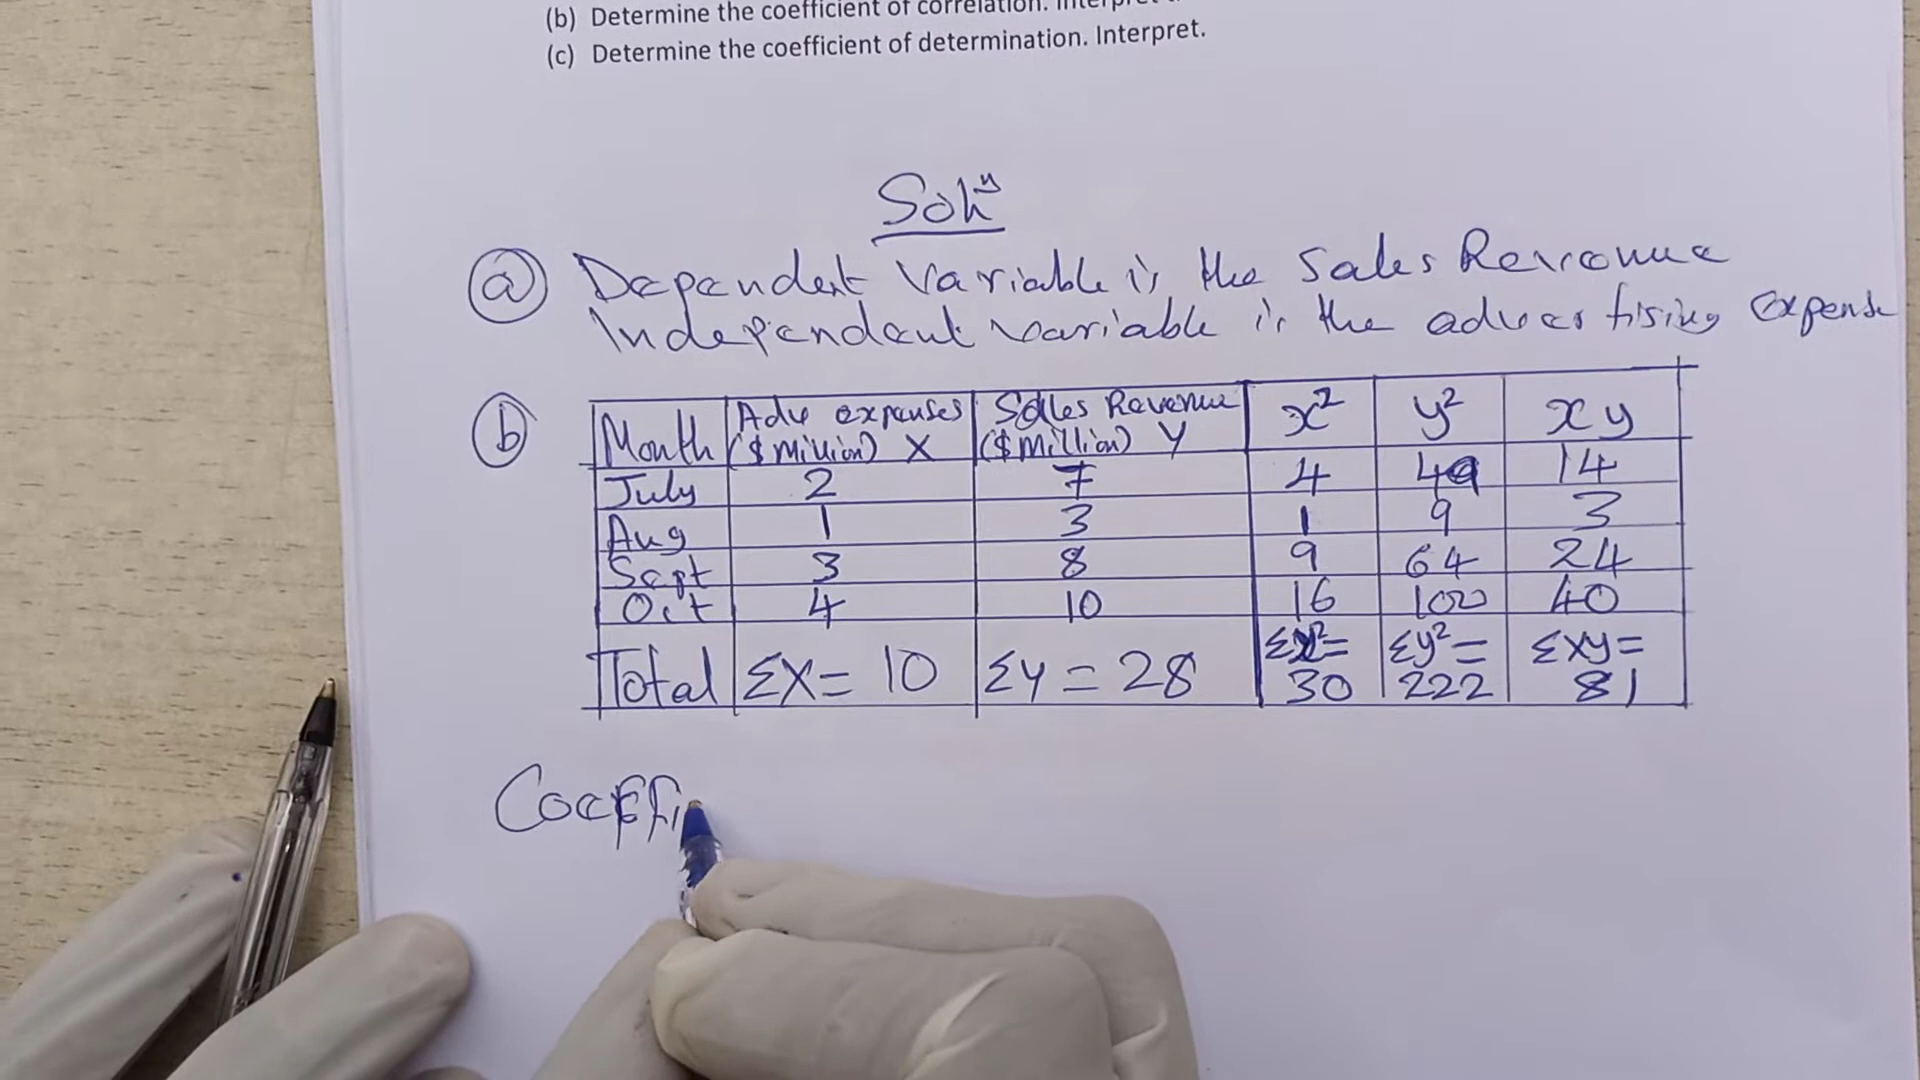 (b) Determine the coefficient of correlation. Interpret
(c) Determine the coefficient of determination. Interpret.
Soln
(a) Dependent variable is the Sales Revenue
Independent variable is the advertising expense
(b)
Month Adv expenses ($ Million) X Sales Revenue ($ Million) Y x² y² xy
July 2 7 4 49 14
Aug 1 3 1 9 3
Sept 3 8 9 64 24
Oct 4 10 16 100 40
Total ΣX= 10 ΣY = 28 Σx²= 30 Σy²= 222 Σxy= 81
Coeffi